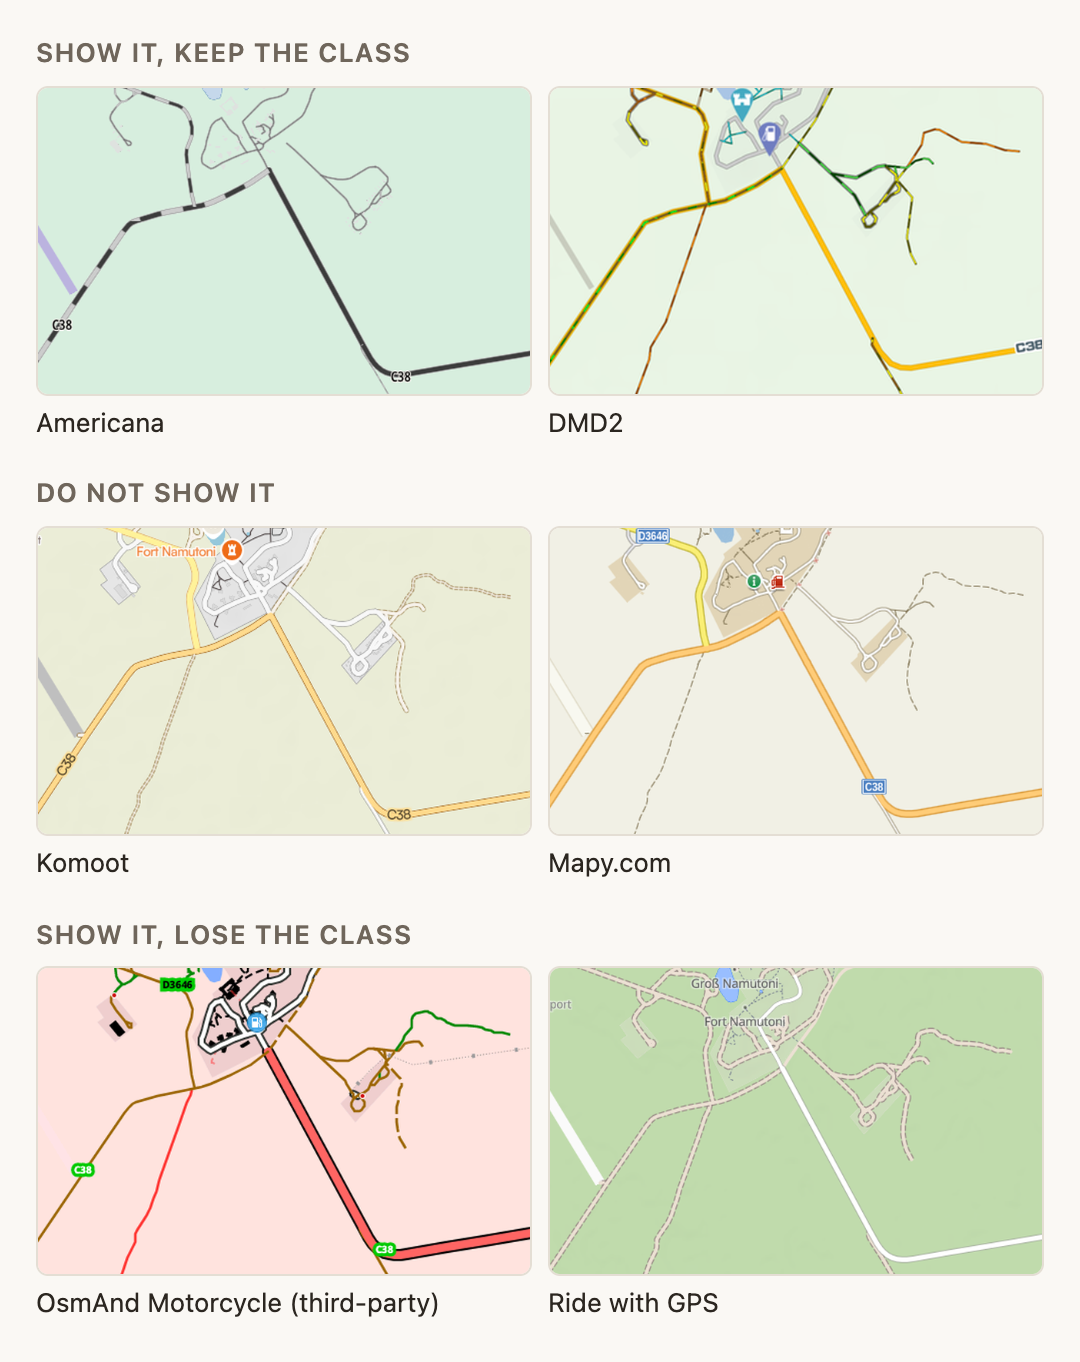 SHOW IT, KEEP THE CLASS
C38
C38
C38
Americana
DMD2
DO NOT SHOW IT
Fort Namutoni
D3646
C38
C38
C38
Komoot
Mapy.com
SHOW IT, LOSE THE CLASS
D3646
Groß Namutoni
port
Fort Namutoni
C38
C38
OsmAnd Motorcycle (third-party)
Ride with GPS